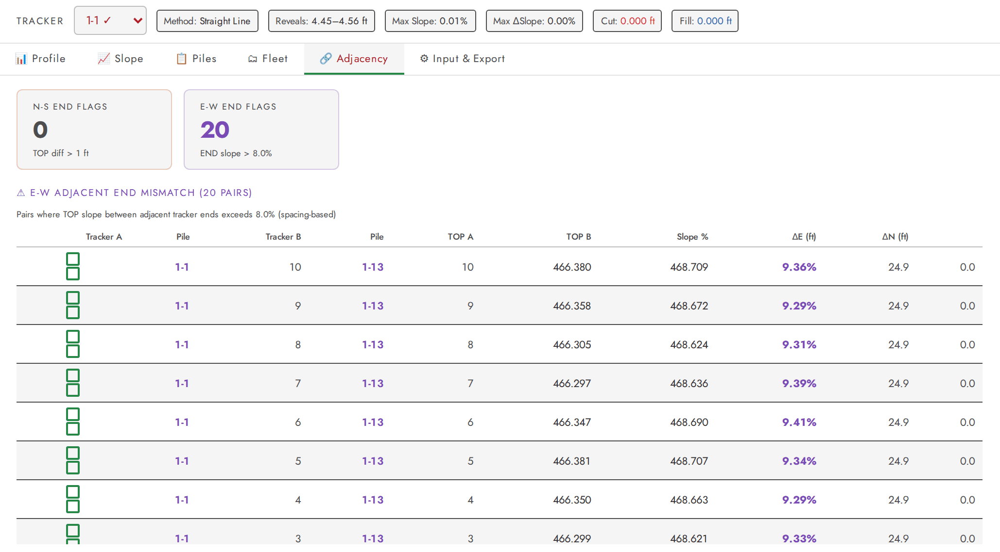 TRACKER 1-1 ✓ Method: Straight Line Reveals: 4.45–4.56 ft Max Slope: 0.01% Max ΔSlope: 0.00% Cut: 0.000 ft Fill: 0.000 ft
Profile Slope Piles Fleet Adjacency Input & Export
N-S END FLAGS
0
TOP diff > 1 ft
E-W END FLAGS
20
END slope > 8.0%
⚠ E-W ADJACENT END MISMATCH (20 PAIRS)
Pairs where TOP slope between adjacent tracker ends exceeds 8.0% (spacing-based)
Tracker A Pile Tracker B Pile TOP A TOP B Slope % ΔE (ft) ΔN (ft)
1-1 10 1-13 10 466.380 468.709 9.36% 24.9 0.0
1-1 9 1-13 9 466.358 468.672 9.29% 24.9 0.0
1-1 8 1-13 8 466.305 468.624 9.31% 24.9 0.0
1-1 7 1-13 7 466.297 468.636 9.39% 24.9 0.0
1-1 6 1-13 6 466.347 468.690 9.41% 24.9 0.0
1-1 5 1-13 5 466.381 468.707 9.34% 24.9 0.0
1-1 4 1-13 4 466.350 468.663 9.29% 24.9 0.0
1-1 3 1-13 3 466.299 468.621 9.33% 24.9 0.0